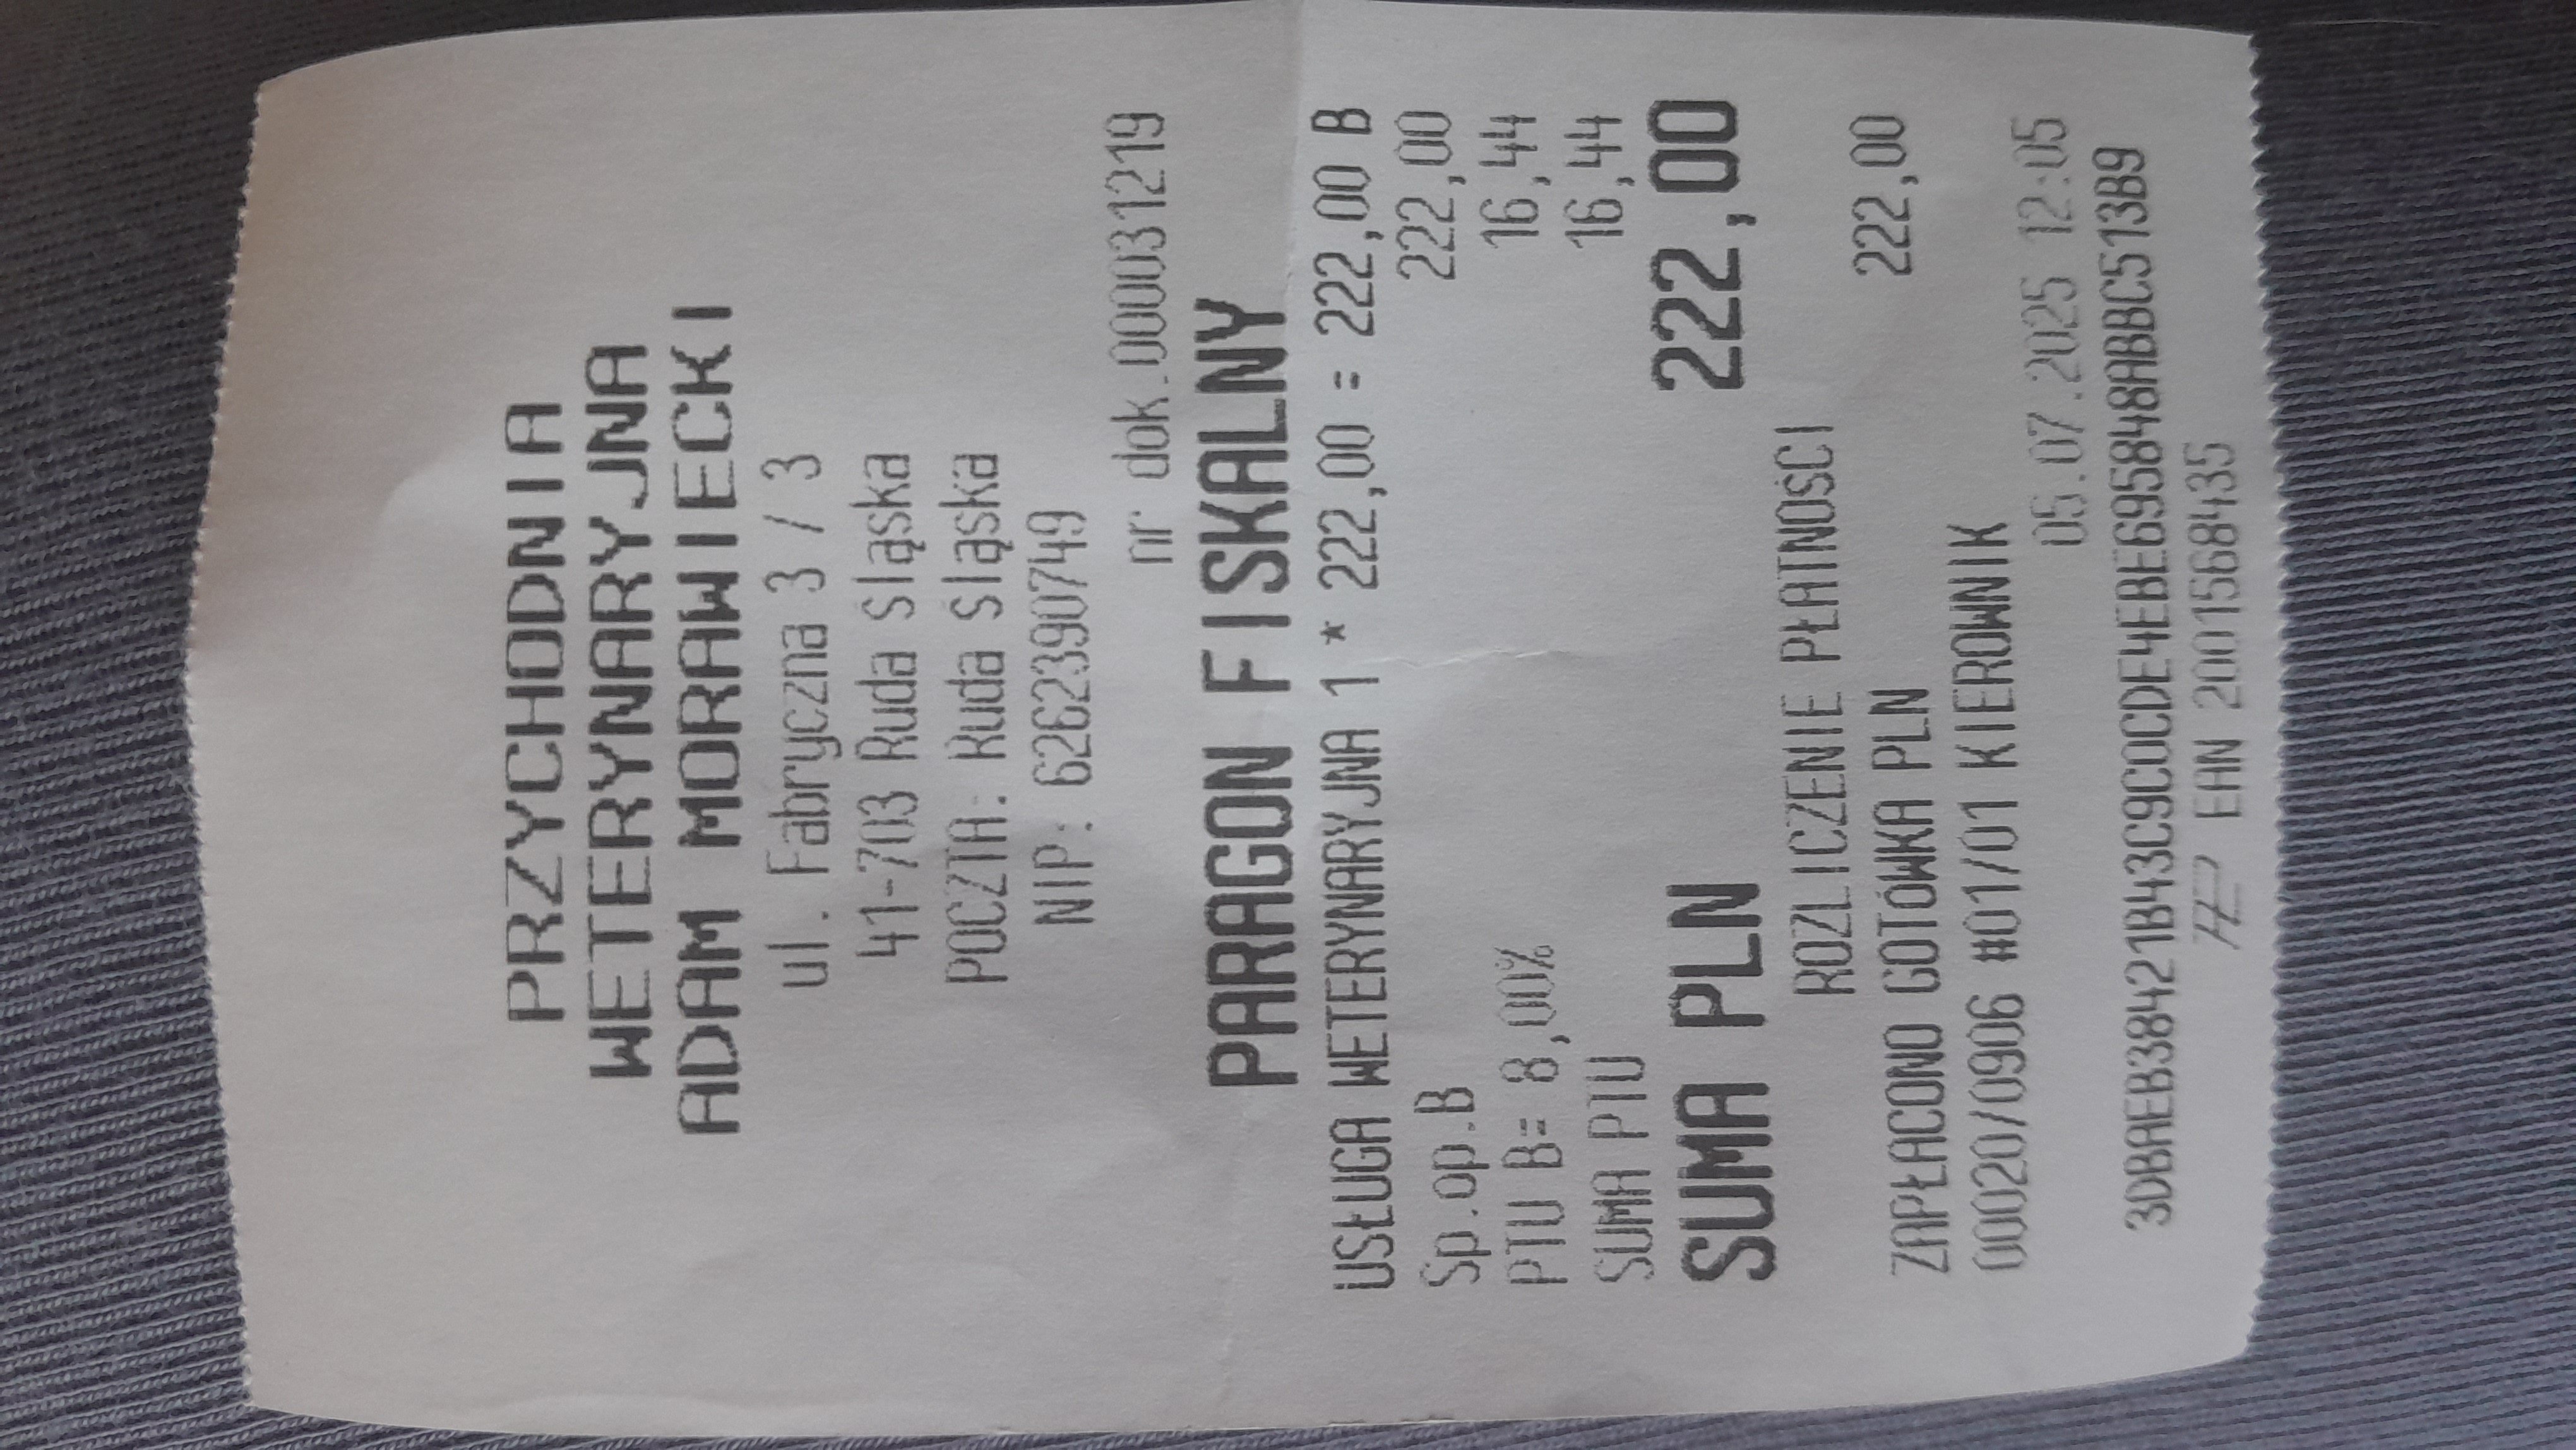 PRZYCHODNIA
WETERYNARYJNA
ADAM MORAWIECKI
ul. Fabryczna 3 / 3
41-703 Ruda Śląska
POCZTA: Ruda Śląska
NIP: 6262390749
nr dok.00003121219
PARAGON FISKALNY
USŁUGA WETERYNARYJNA 1 * 222,00 = 222,00 B
Sp.op.B 222,00
PTU B= 8,00% 16,44
SUMA PTU 16,44
SUMA PLN 222,00
ROZLICZENIE PŁATNOŚCI
ZAPŁACONO GOTÓWKA PLN 222,00
00020/0906 #01/01 KIEROWNIK
05.07.2025 12:05
3DBAEB38421B43C9C0CDE4EBE695848ABBC513B9
EAN 2001568435